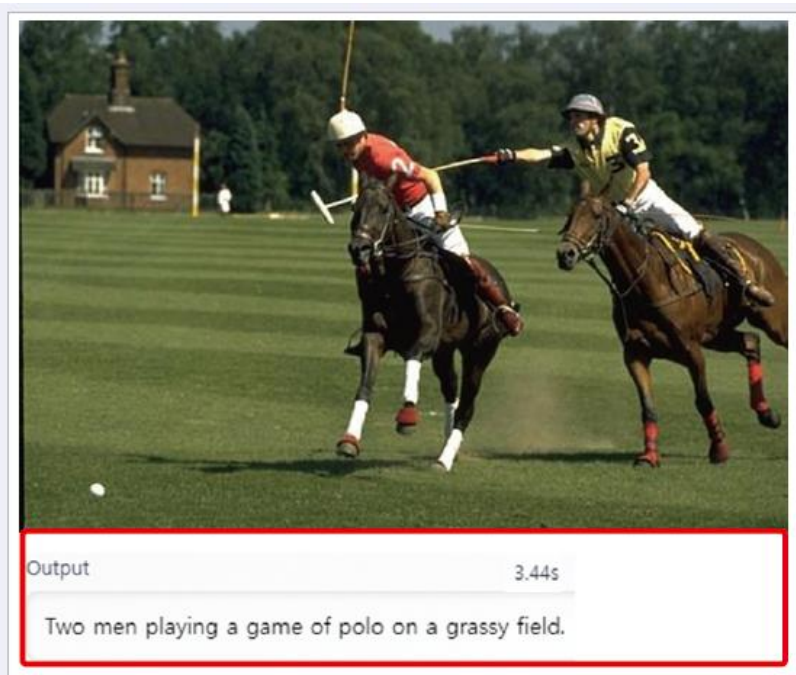 2
3
Output
3.44s
Two men playing a game of polo on a grassy field.